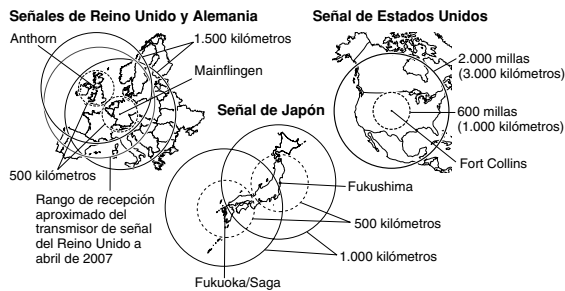 Señales de Reino Unido y Alemania
Anthorn
1.500 kilómetros
Mainflingen
500 kilómetros
Rango de recepción
aproximado del
transmisor de señal
del Reino Unido a
abril de 2007
Señal de Japón
Fukushima
500 kilómetros
1.000 kilómetros
Fukuoka/Saga
Señal de Estados Unidos
2.000 millas
(3.000 kilómetros)
600 millas
(1.000 kilómetros)
Fort Collins